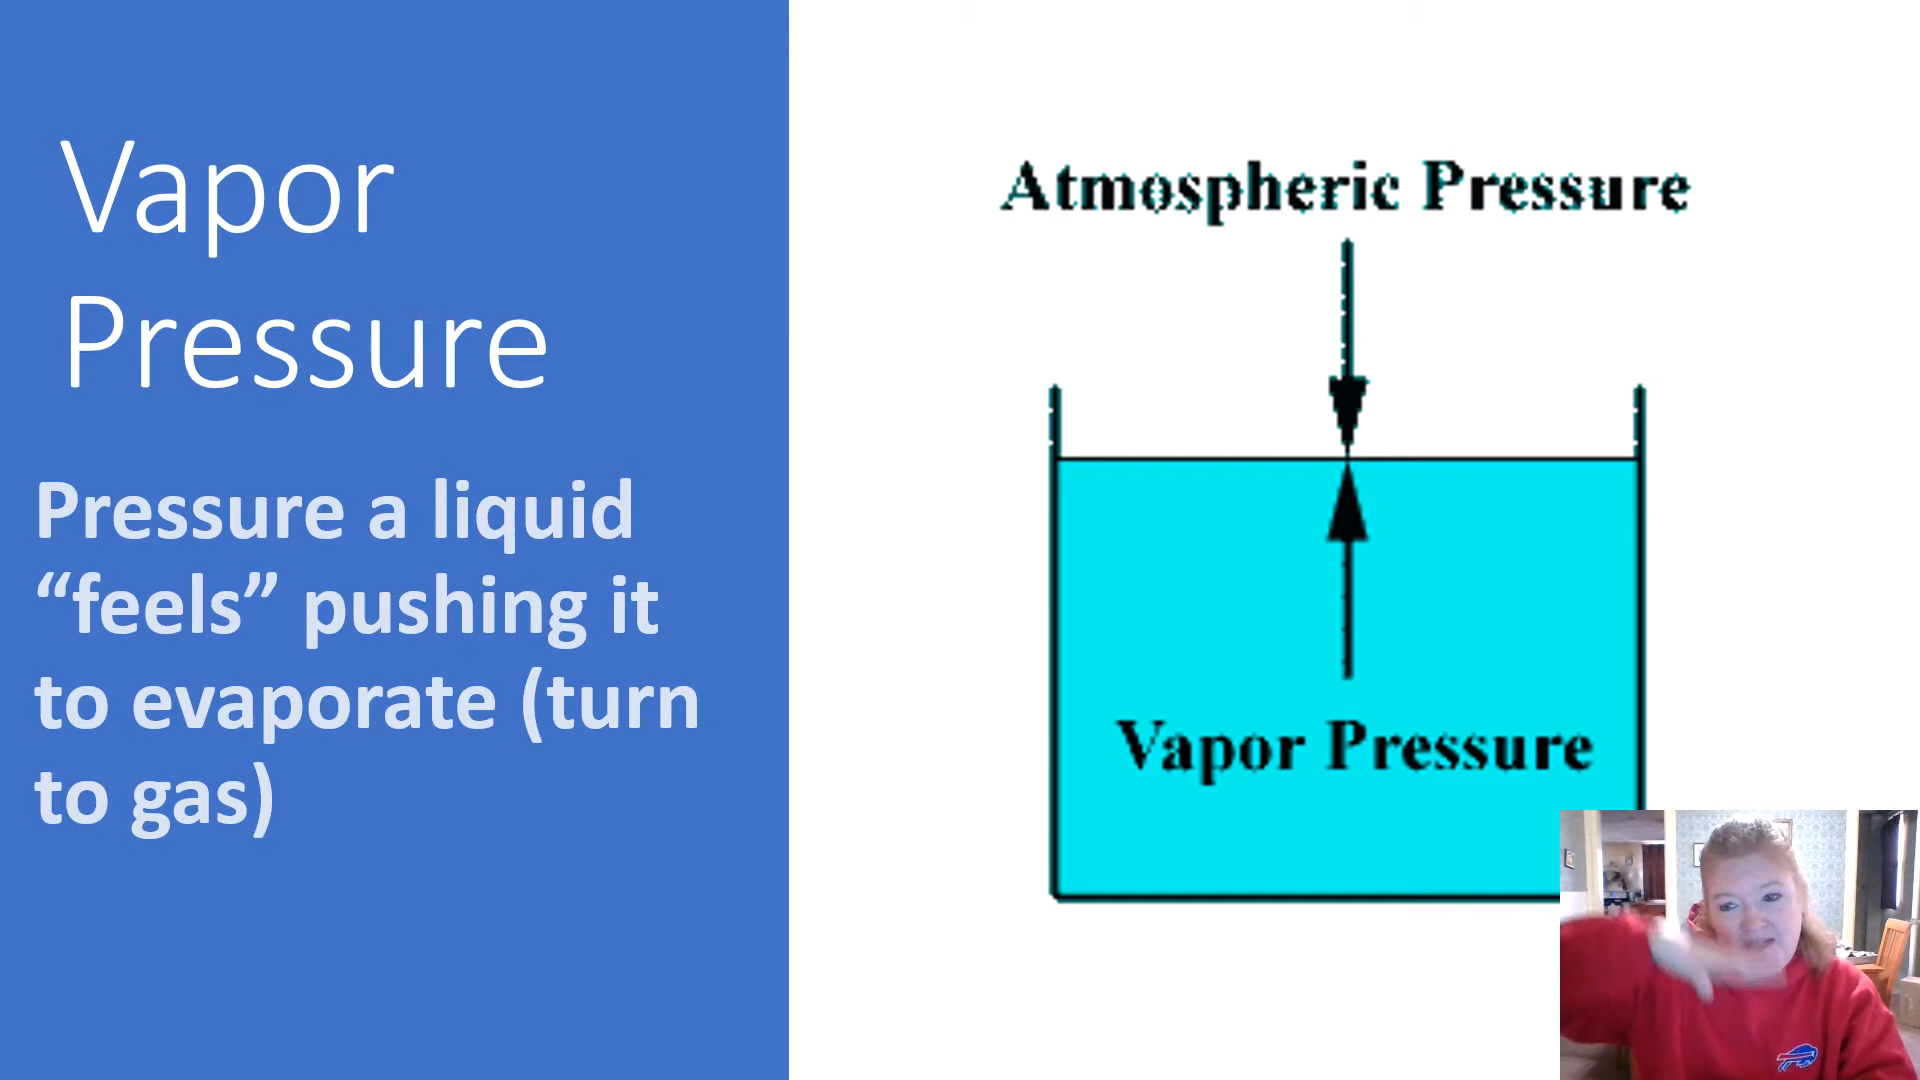 Vapor
Pressure
Pressure a liquid
“feels” pushing it
to evaporate (turn
to gas)
Atmospheric Pressure
Vapor Pressure